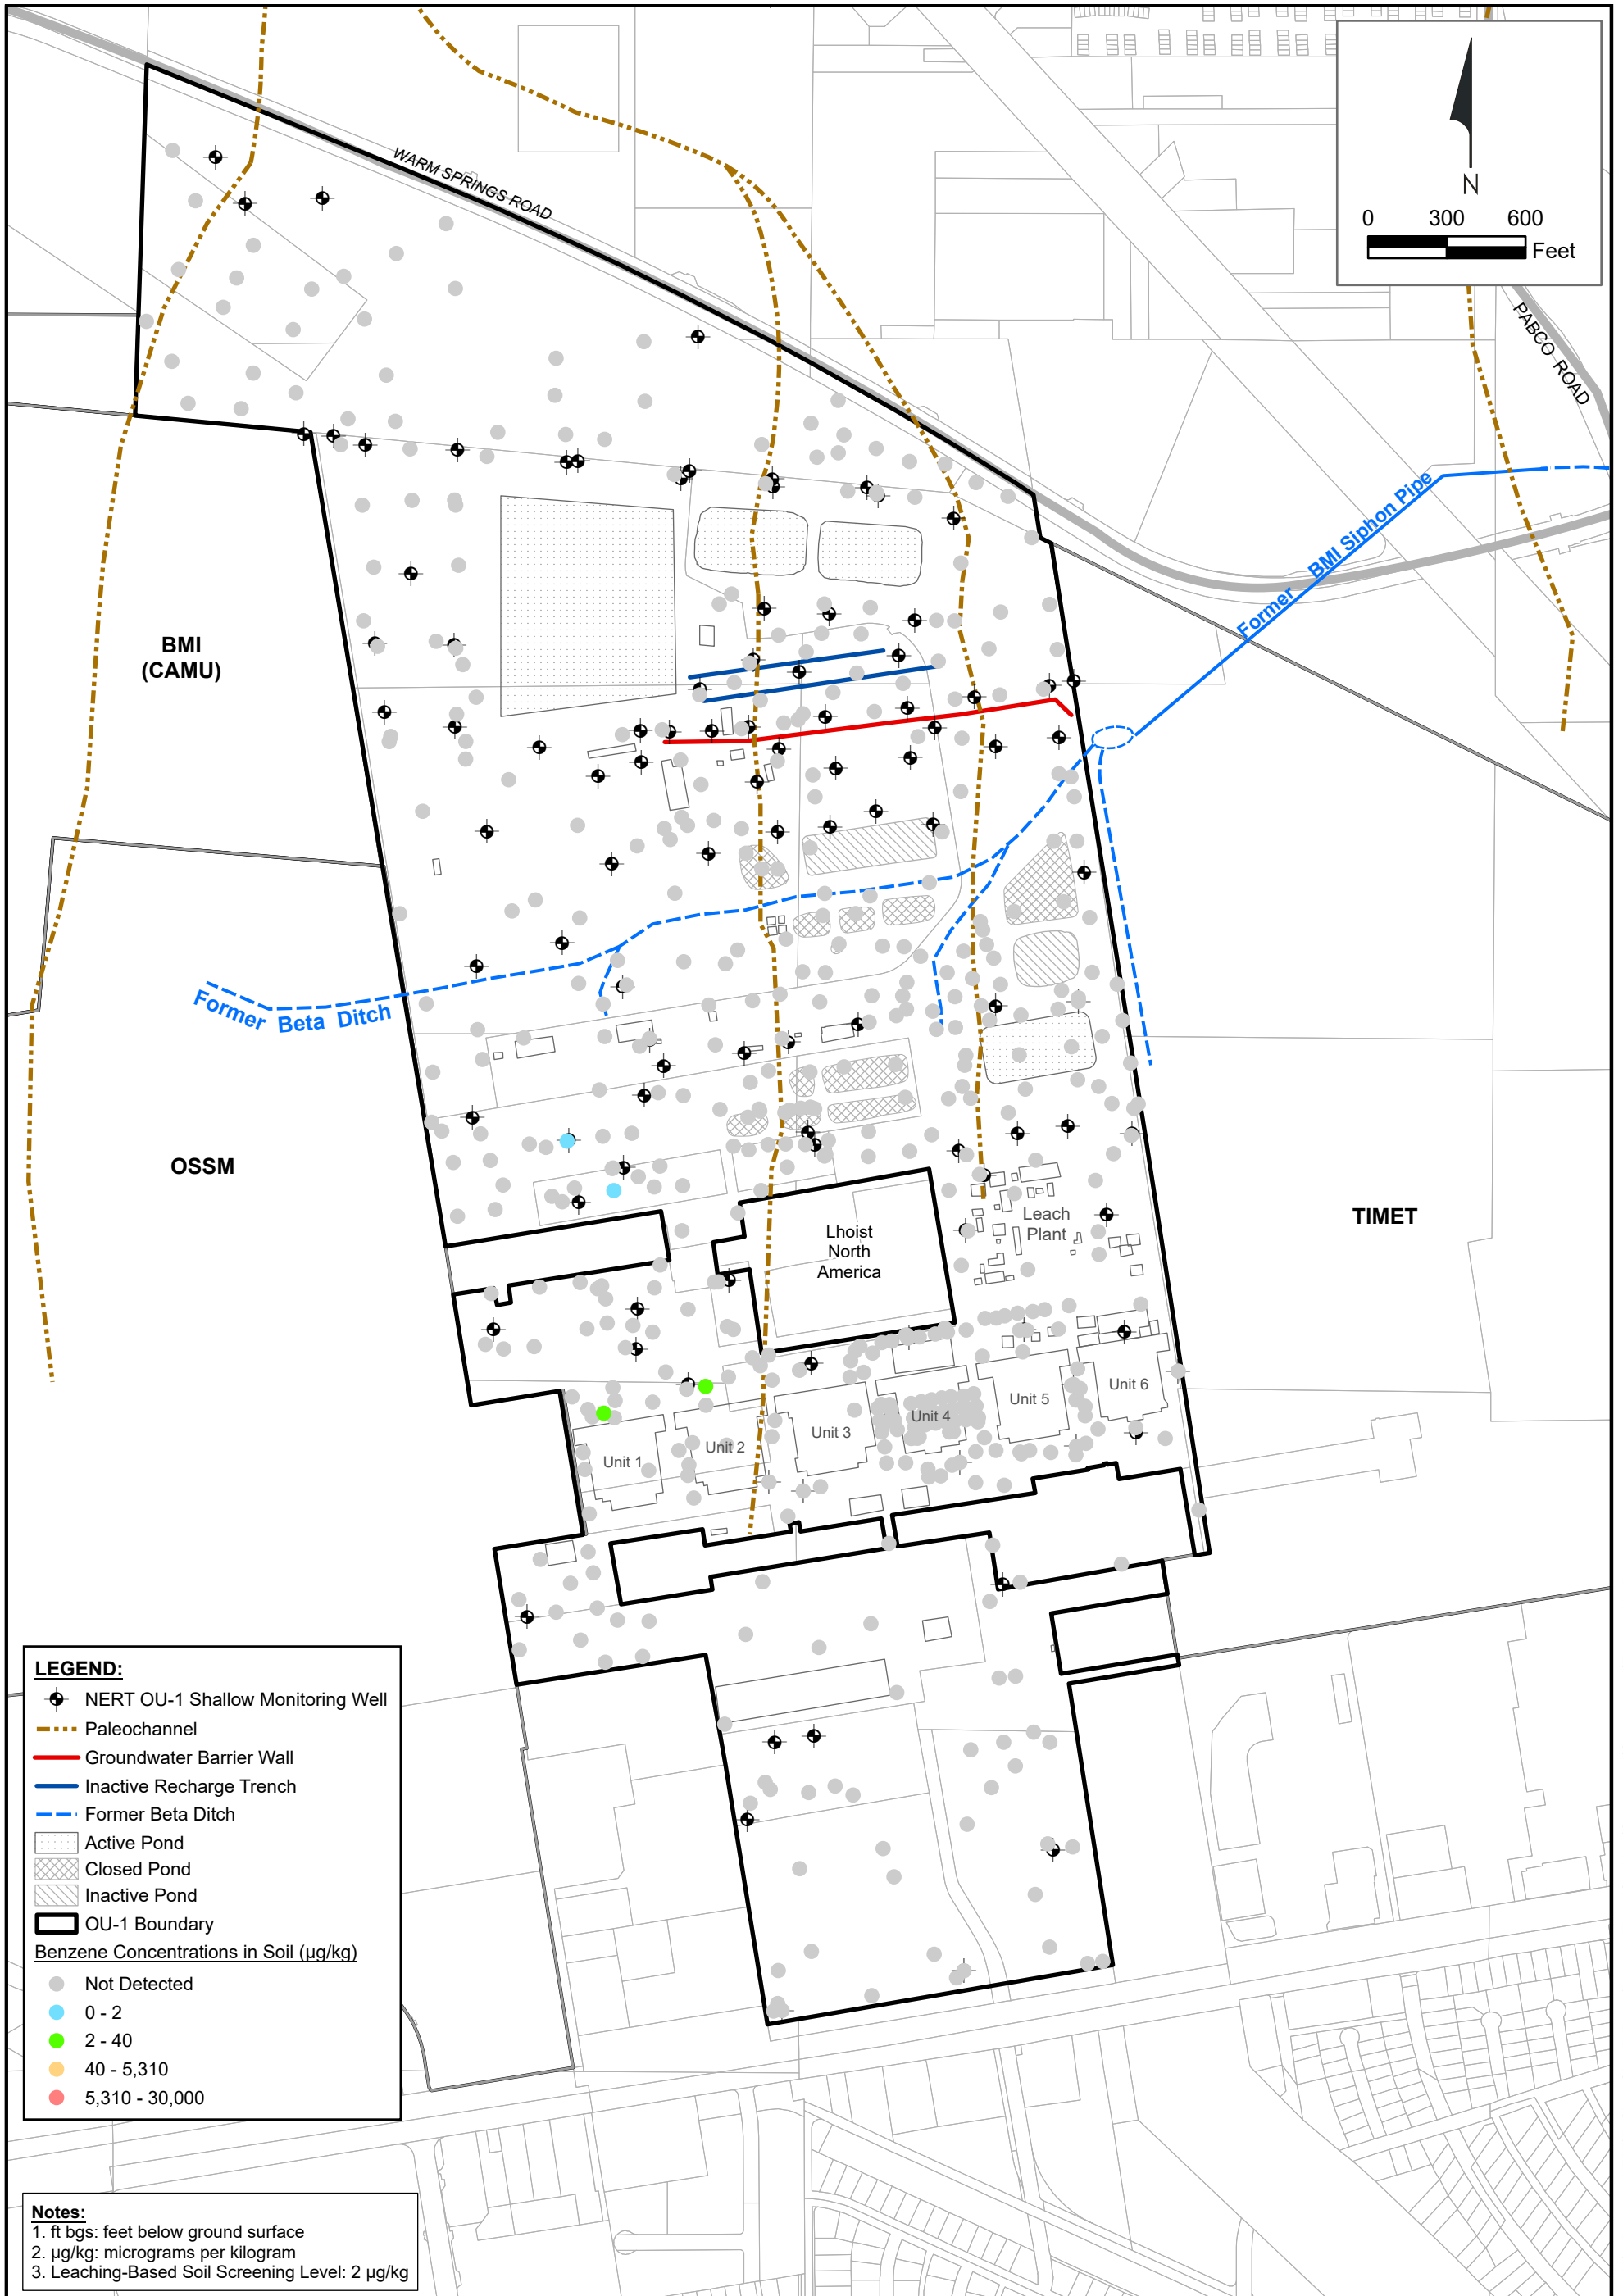 N
0 300 600
Feet
WARM SPRINGS ROAD
PABCO ROAD
Former BMI Siphon Pipe
BMI
(CAMU)
Former Beta Ditch
OSSM
TIMET
Lhoist
North
America
Leach
Plant
Unit 1
Unit 2
Unit 3
Unit 4
Unit 5
Unit 6
LEGEND:
NERT OU-1 Shallow Monitoring Well
Paleochannel
Groundwater Barrier Wall
Inactive Recharge Trench
Former Beta Ditch
Active Pond
Closed Pond
Inactive Pond
OU-1 Boundary
Benzene Concentrations in Soil (µg/kg)
Not Detected
0 - 2
2 - 40
40 - 5,310
5,310 - 30,000
Notes:
1. ft bgs: feet below ground surface
2. µg/kg: micrograms per kilogram
3. Leaching-Based Soil Screening Level: 2 µg/kg